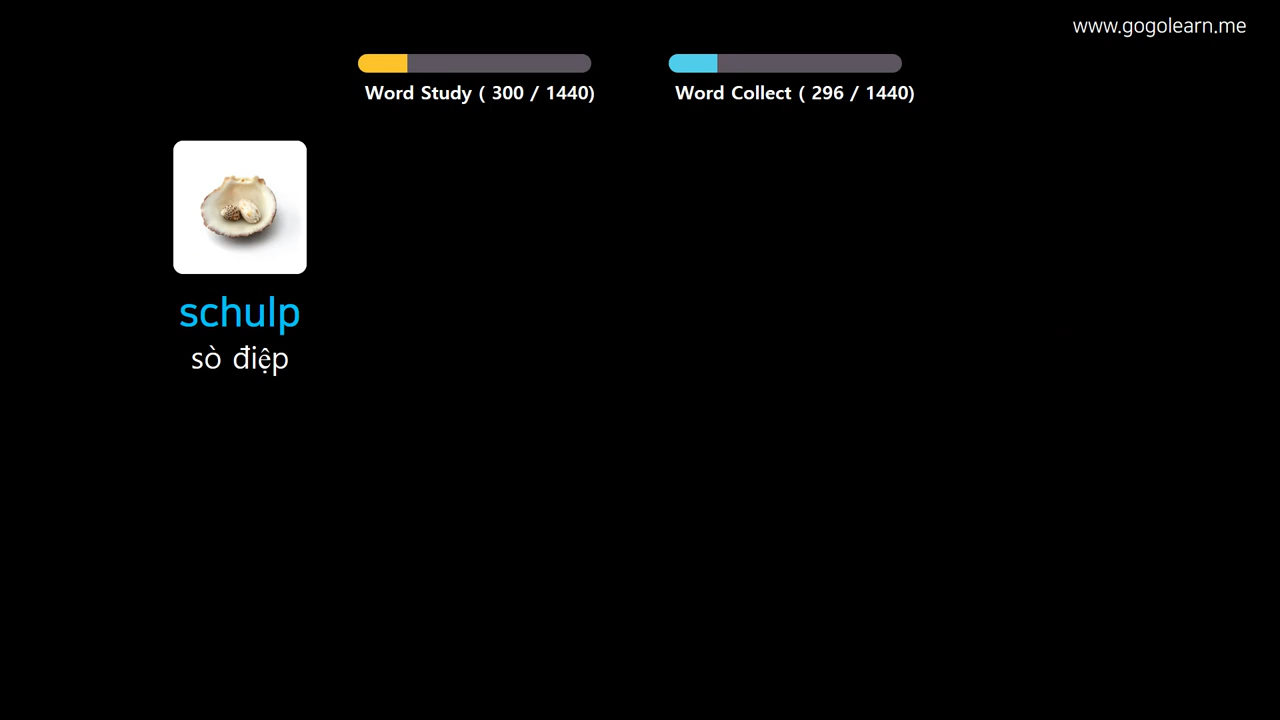 www.gogolearn.me
Word Study ( 300 / 1440)
Word Collect ( 296 / 1440)
schulp
sò điệp